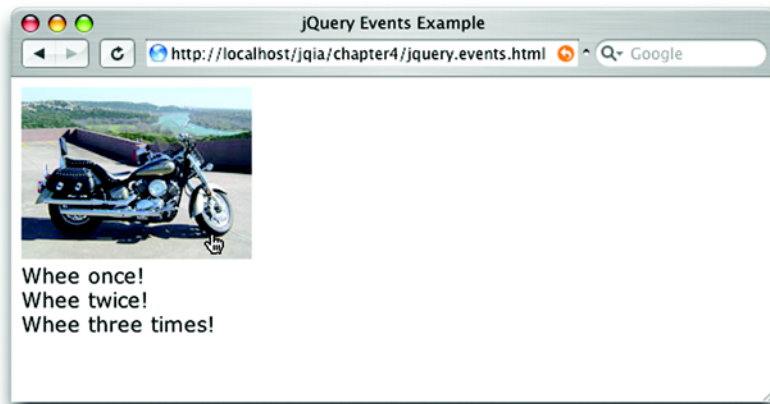 jQuery Events Example
http://localhost/jqia/chapter4/jquery.events.html
Google
Whee once!
Whee twice!
Whee three times!